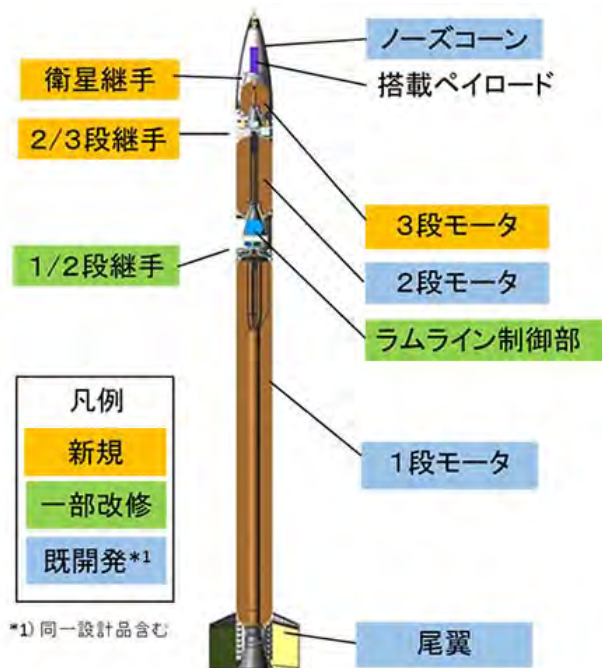 ノーズコーン
衛星継手
搭載ペイロード
2/3段継手
3段モータ
1/2段継手
2段モータ
ラムライン制御部
凡例
新規
一部改修
既開発*1
1段モータ
*1) 同一設計品含む
尾翼